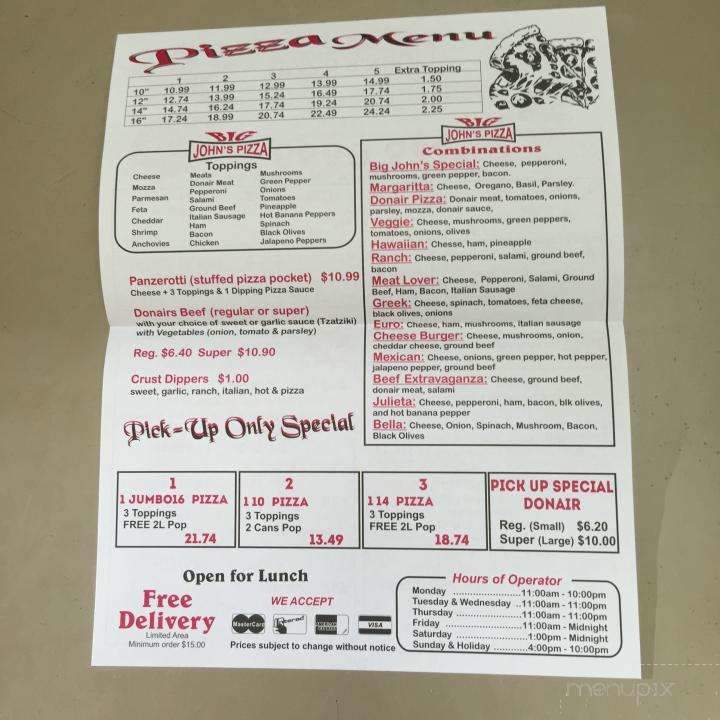 Pizza Menu
1 2 3 4 5 Extra Topping
10" 10.99 11.99 12.99 13.99 14.99 1.50
12" 12.74 13.99 15.24 16.49 17.74 1.75
14" 14.74 16.24 17.74 19.24 20.74 2.00
16" 17.24 18.99 20.74 22.49 24.24 2.25
BIG
JOHN'S PIZZA
Toppings
Cheese
Mozza
Parmesan
Feta
Cheddar
Shrimp
Anchovies
Meats
Donair Meat
Pepperoni
Salami
Ground Beef
Italian Sausage
Ham
Bacon
Chicken
Mushrooms
Green Pepper
Onions
Tomatoes
Pineapple
Hot Banana Peppers
Spinach
Black Olives
Jalapeno Peppers
Panzerotti (stuffed pizza pocket) $10.99
Cheese + 3 Toppings & 1 Dipping Pizza Sauce
Donairs Beef (regular or super)
with your choice of sweet or garlic sauce (Tzatziki)
with Vegetables (onion, tomato & parsley)
Reg. $6.40 Super $10.90
Crust Dippers $1.00
sweet, garlic, ranch, italian, hot & pizza
Pick-Up Only Special
BIG
JOHN'S PIZZA
Combinations
Big John's Special: Cheese, pepperoni,
mushrooms, green pepper, bacon.
Margaritta: Cheese, Oregano, Basil, Parsley.
Donair Pizza: Donair meat, tomatoes, onions,
parsley, mozza, donair sauce,
Veggie: Cheese, mushrooms, green peppers,
tomatoes, onions, olives
Hawaiian: Chesse, ham, pineapple
Ranch: Cheese, pepperoni, salami, ground beef,
bacon
Meat Lover: Cheese, Pepperoni, Salami, Ground
Beef, Ham, Bacon, Italian Sausage
Greek: Cheese, spinach, tomatoes, feta cheese,
black olives, onions
Euro: Cheese, ham, mushrooms, italian sausage
Cheese Burger: Cheese, mushrooms, onion,
cheddar cheese, ground beef
Mexican: Cheese, onions, green pepper, hot pepper,
jalapeno pepper, ground beef
Beef Extravaganza: Cheese, ground beef,
donair meat, salami
Julieta: Cheese, pepperoni, ham, bacon, blk olives,
and hot banana pepper
Bella: Cheese, Onion, Spinach, Mushroom, Bacon,
Black Olives
1
1 JUMBO16 PIZZA
3 Toppings
FREE 2L Pop
21.74
2
1 10 PIZZA
3 Toppings
2 Cans Pop
13.49
3
1 14 PIZZA
3 Toppings
FREE 2L Pop
18.74
PICK UP SPECIAL
DONAIR
Reg. (Small) $6.20
Super (Large) $10.00
Open for Lunch
Free
Delivery
Limited Area
Minimum order $15.00
WE ACCEPT
MasterCard
VISA
Prices subject to change without notice
Hours of Operator
Monday ....................11:00am - 10:00pm
Tuesday & Wednesday ..11:00am - 11:00pm
Thursday ....................11:00am - 11:00pm
Friday ........................11:00am - Midnight
Saturday ......................1:00pm - Midnight
Sunday & Holiday ..........4:00pm - 10:00pm
menupix